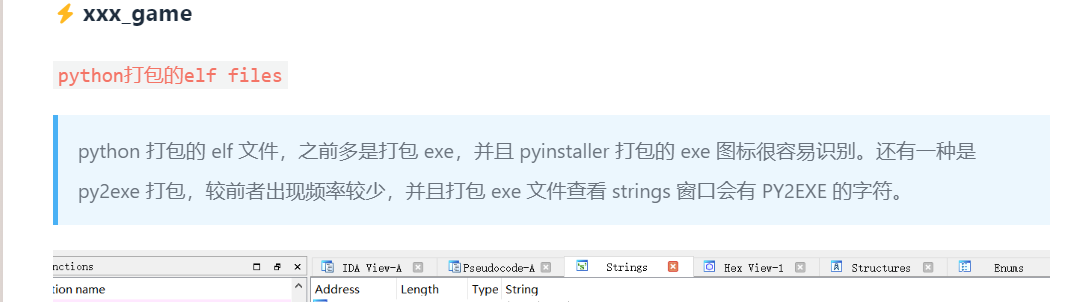 ⚡ xxx_game
python打包的elf files
python 打包的 elf 文件，之前多是打包 exe，并且 pyinstaller 打包的 exe 图标很容易识别。还有一种是
py2exe 打包，较前者出现频率较少，并且打包 exe 文件查看 strings 窗口会有 PY2EXE 的字符。
nctions IDA View-A Pseudocode-A Strings Hex View-1 Structures Enums
tion name Address Length Type String